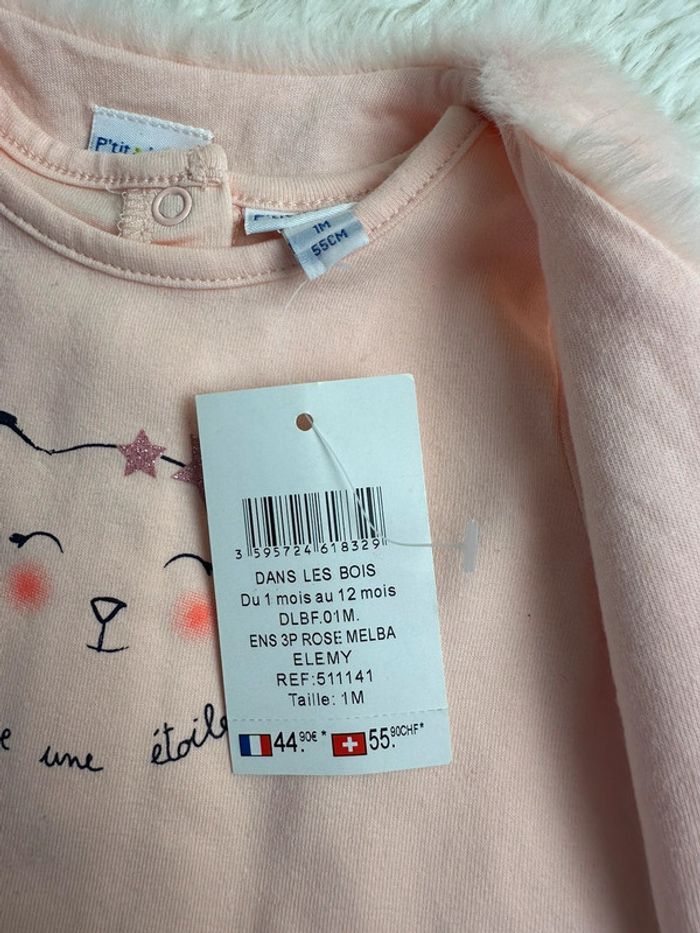 P'tit
P'tit
1M
55CM
3 595724 618329
DANS LES BOIS
Du 1 mois au 12 mois
DLBF.01M.
ENS 3P ROSE MELBA
ELEMY
REF:511141
Taille: 1M
44.90€* 55.90CHF*
une étoile